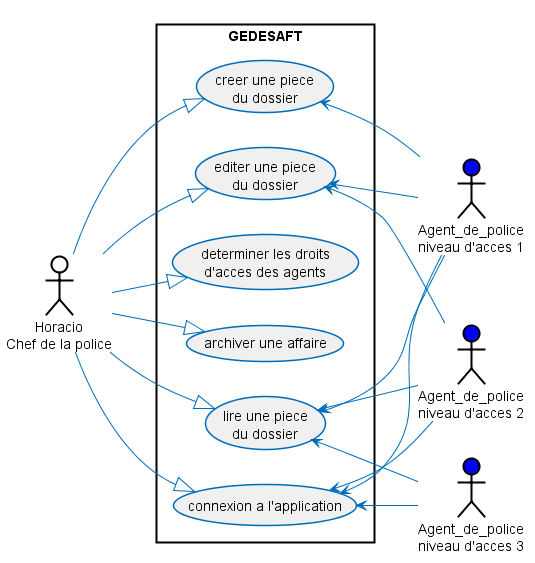 GEDESAFT
creer une piece
du dossier
editer une piece
du dossier
determiner les droits
d'acces des agents
archiver une affaire
lire une piece
du dossier
connexion a l'application
Horacio
Chef de la police
Agent_de_police
niveau d'acces 1
Agent_de_police
niveau d'acces 2
Agent_de_police
niveau d'acces 3